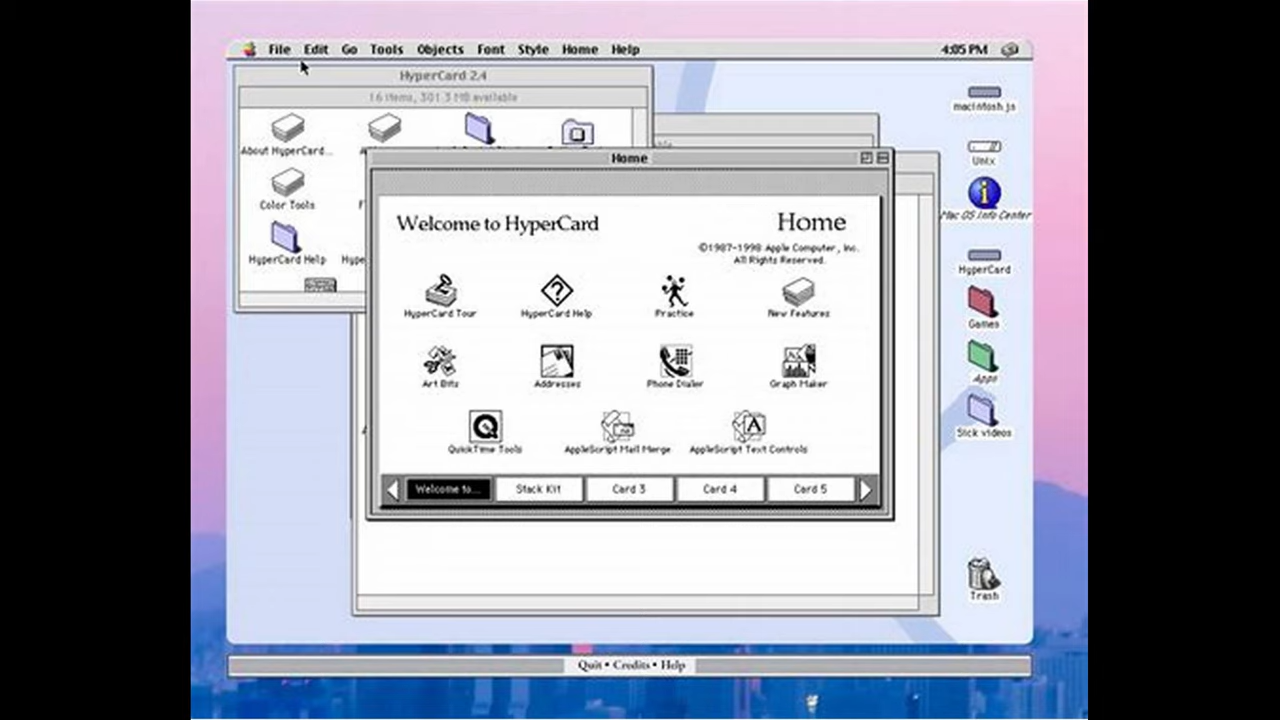 File Edit Go Tools Objects Font Style Home Help
4:05 PM
HyperCard 2.4
16 items, 301.3 MB available
About HyperCard...
Color Tools
HyperCard Help
Home
Welcome to HyperCard
Home
©1987-1998 Apple Computer, Inc.
All Rights Reserved.
HyperCard Tour
HyperCard Help
Practice
New Features
Art Bits
Addresses
Phone Dialer
Graph Maker
QuickTime Tools
AppleScript Mail Merge
AppleScript Text Controls
Welcome to...
Stack Kit
Card 3
Card 4
Card 5
macintosh.js
Unix
Mac OS Info Center
HyperCard
Games
Apps
Sick videos
Trash
Quit • Credits • Help